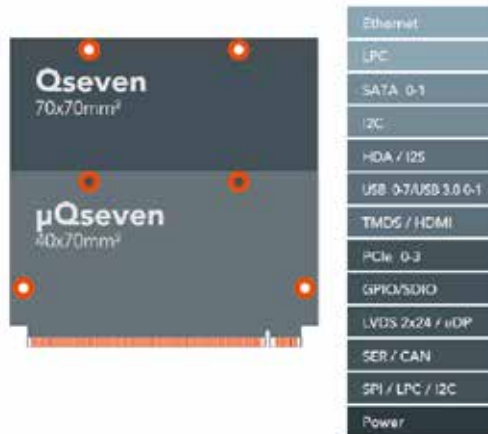 Qseven
70x70mm²
µQseven
40x70mm²
Ethernet
LPC
SATA 0-1
I2C
HDA / I2S
USB 0-7/USB 3.0 0-1
TMDS / HDMI
PCIe 0-3
GPIO/SDIO
LVDS 2x24 / eDP
SER / CAN
SPI / LPC / I2C
Power